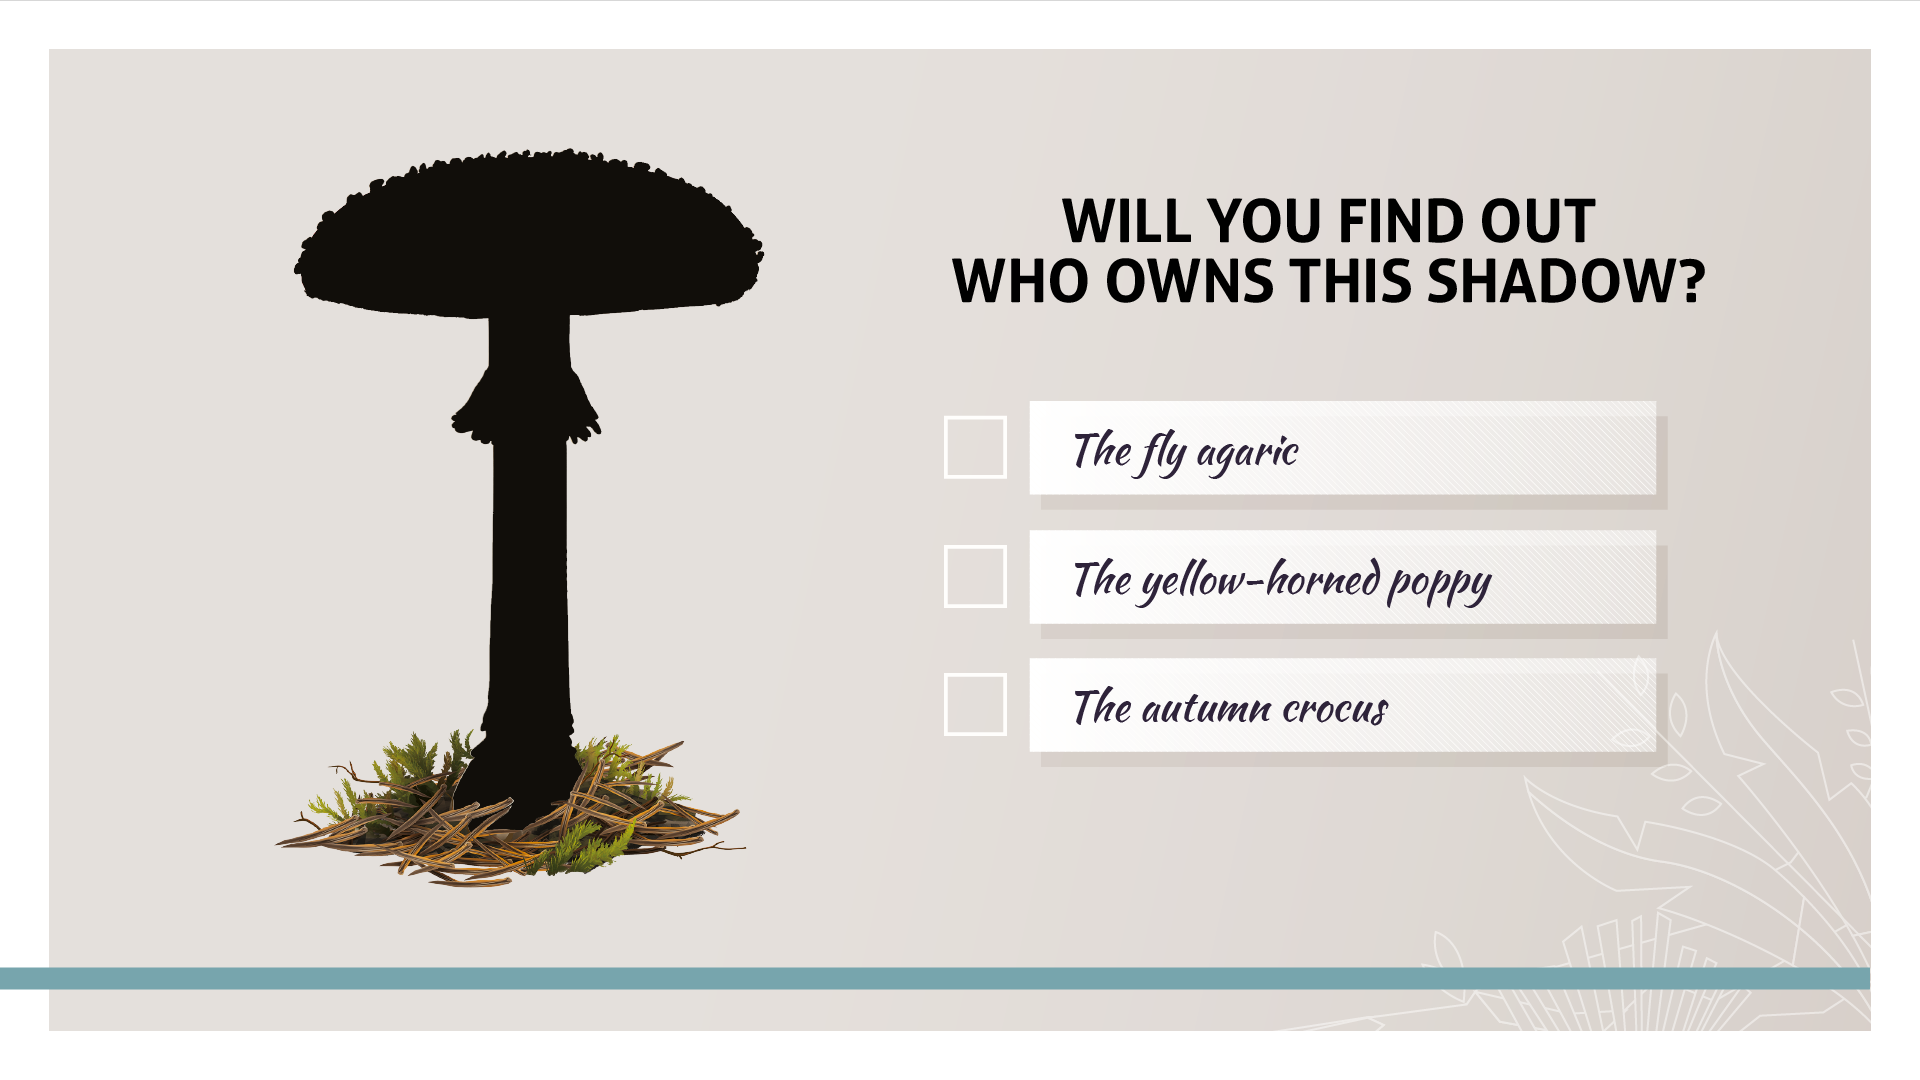 WILL YOU FIND OUT
WHO OWNS THIS SHADOW?
The fly agaric
The yellow-horned poppy
The autumn crocus